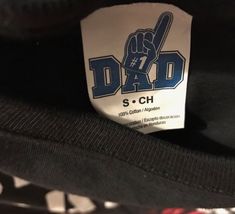 #1
DAD
S • CH
100% Cotton / Algodón